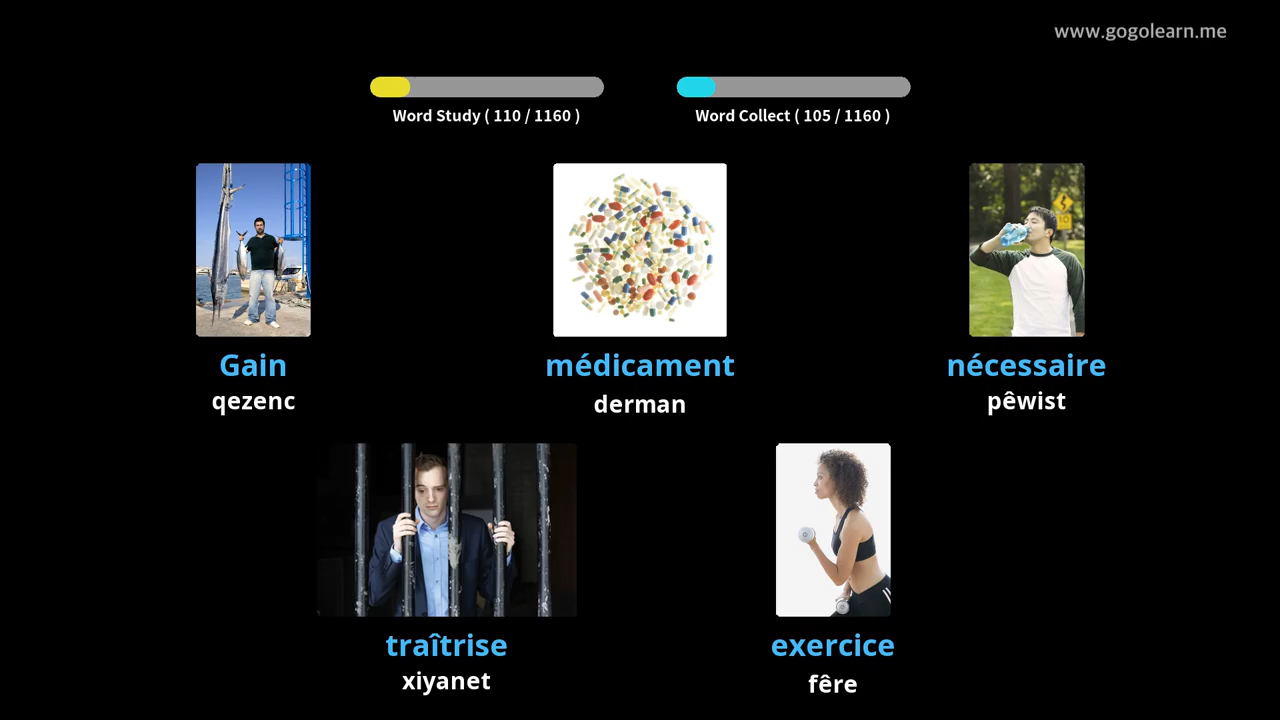 www.gogolearn.me
Word Study ( 110 / 1160 )
Word Collect ( 105 / 1160 )
Gain
qezenc
médicament
derman
nécessaire
pêwist
traîtrise
xiyanet
exercice
fêre